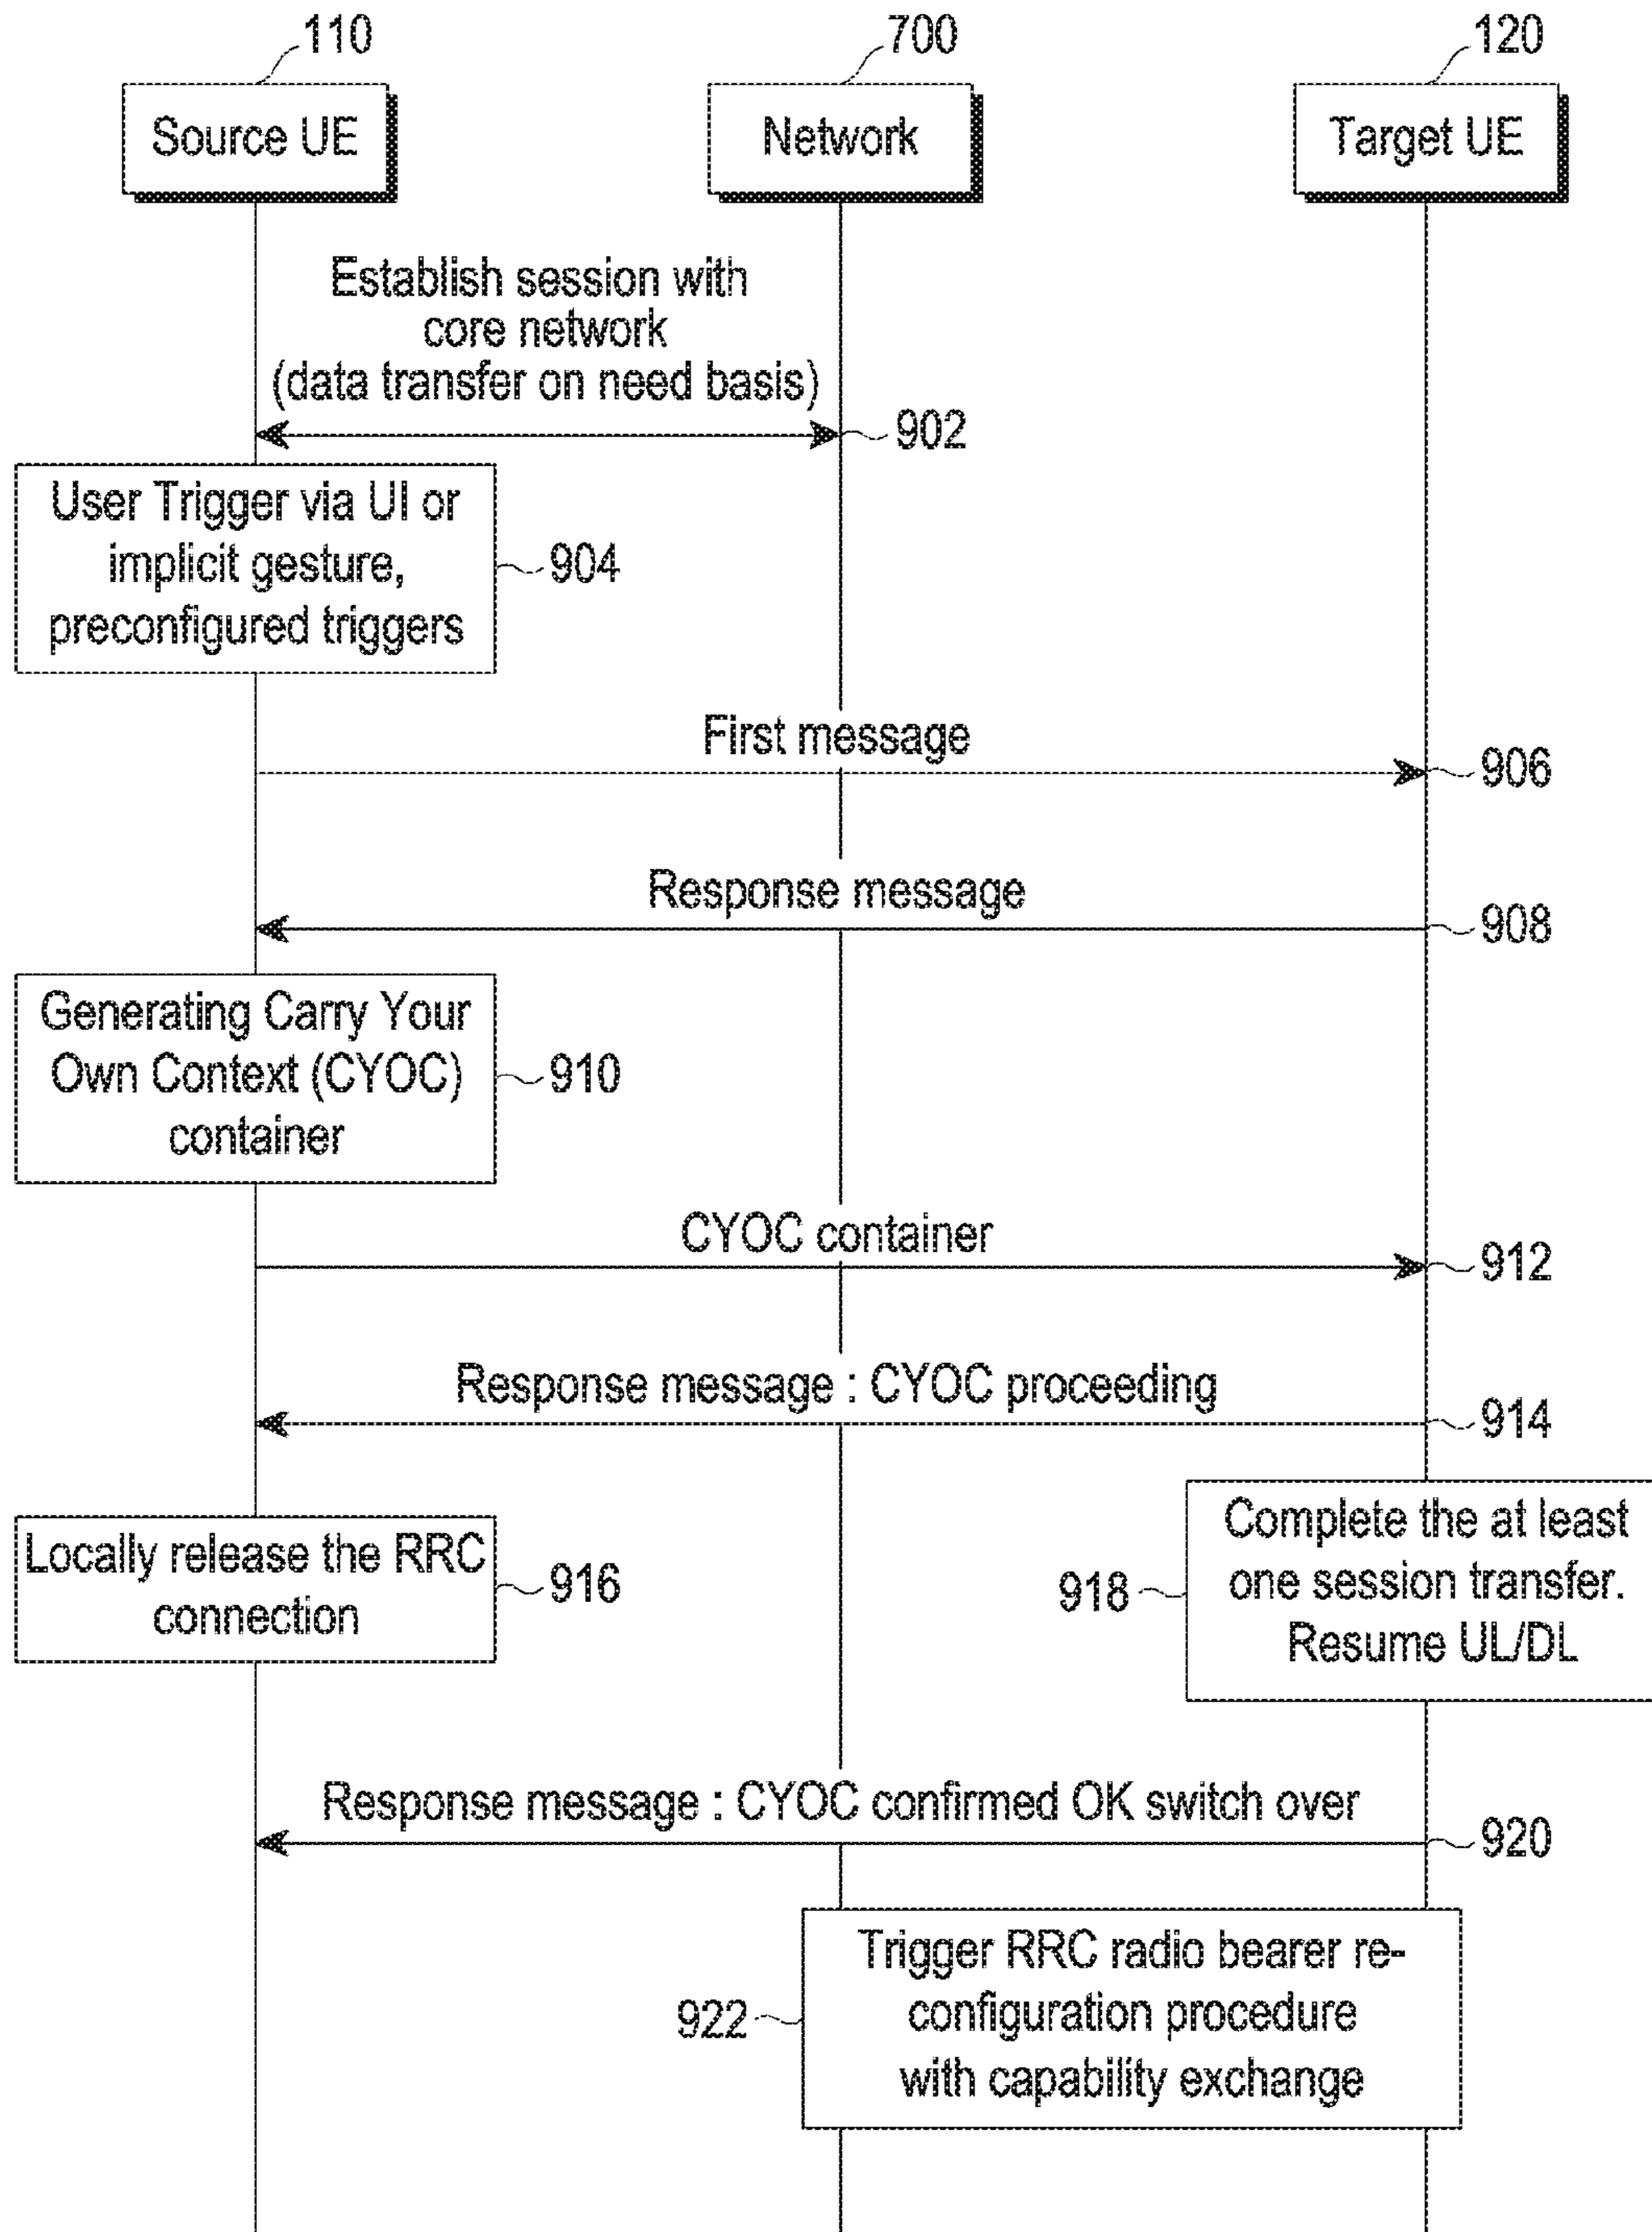 110
700
120
Source UE
Network
Target UE
Establish session with
core network
(data transfer on need basis)
902
User Trigger via UI or
implicit gesture,
preconfigured triggers
904
First message
906
Response message
908
Generating Carry Your
Own Context (CYOC)
container
910
CYOC container
912
Response message : CYOC proceeding
914
Locally release the RRC
connection
916
918
Complete the at least
one session transfer.
Resume UL/DL
Response message : CYOC confirmed OK switch over
920
922
Trigger RRC radio bearer re-
configuration procedure
with capability exchange